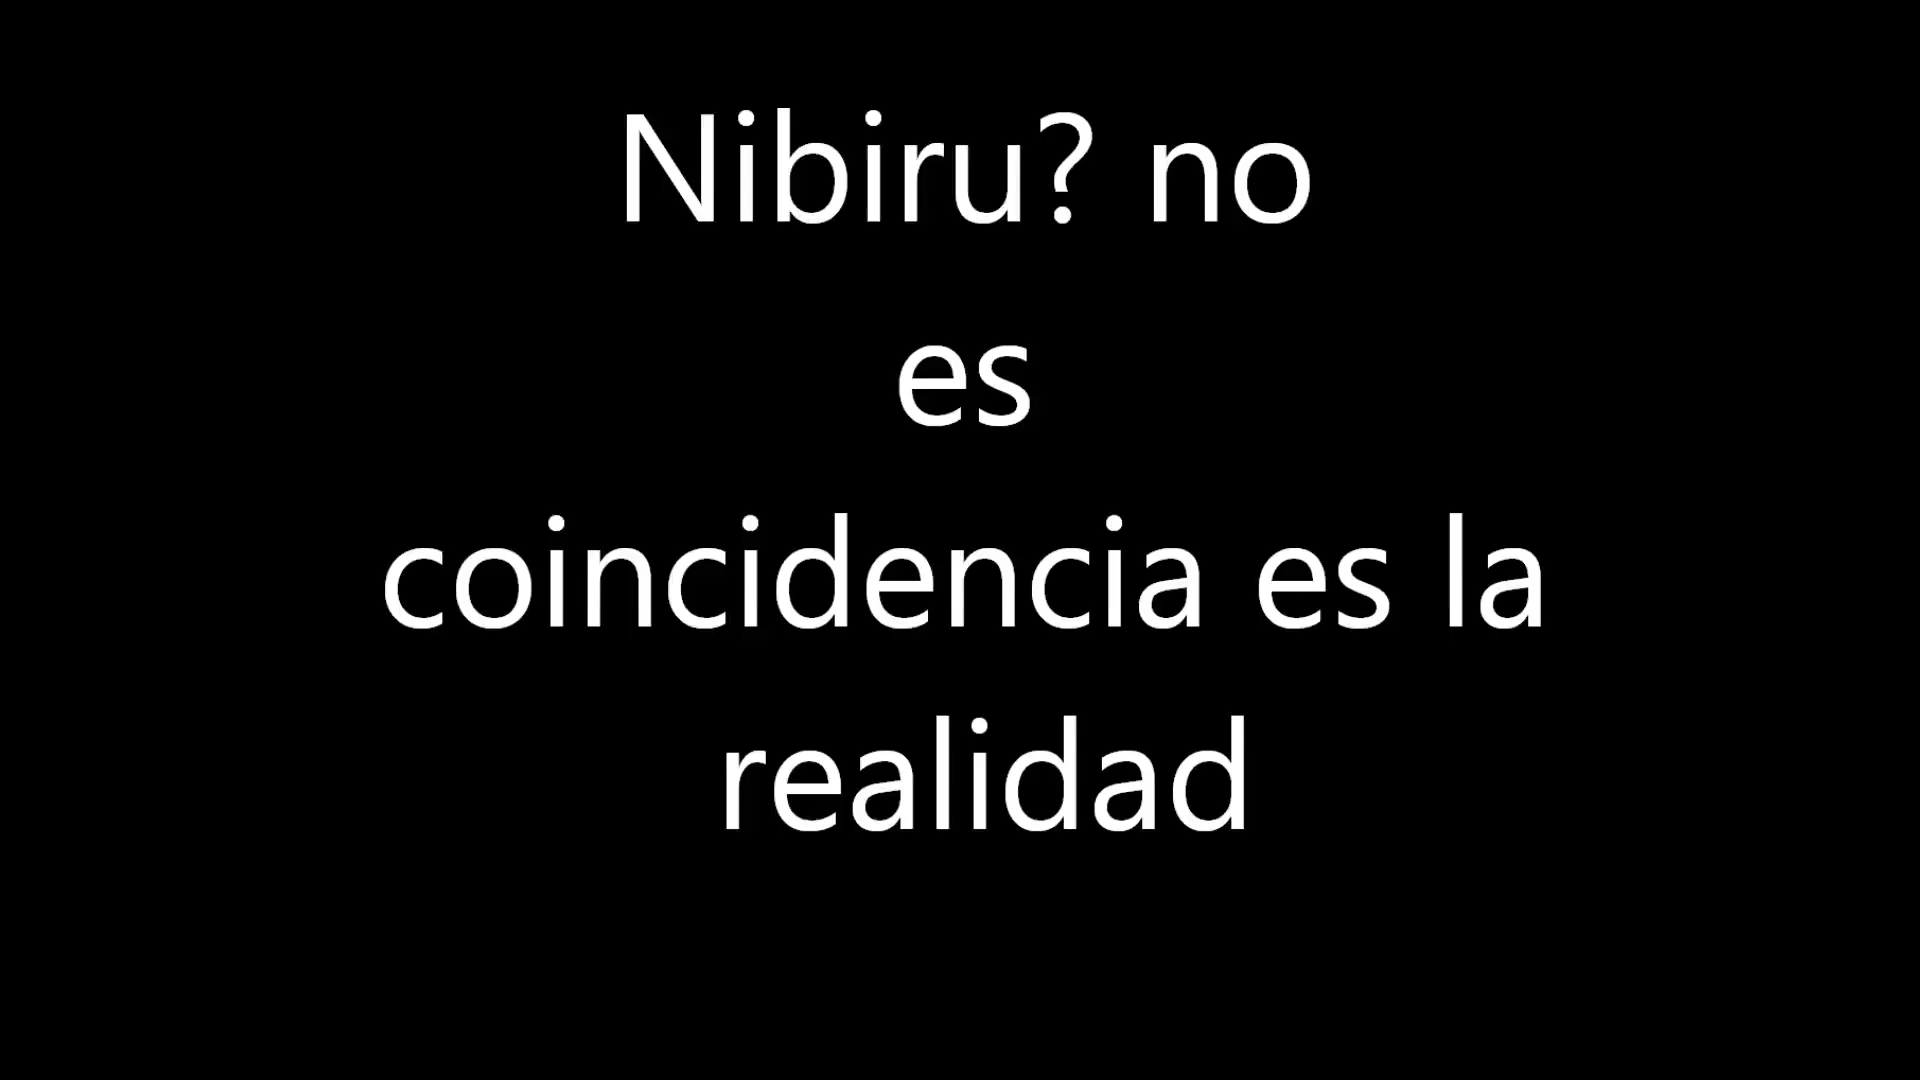 Nibiru? no
es
coincidencia es la
realidad